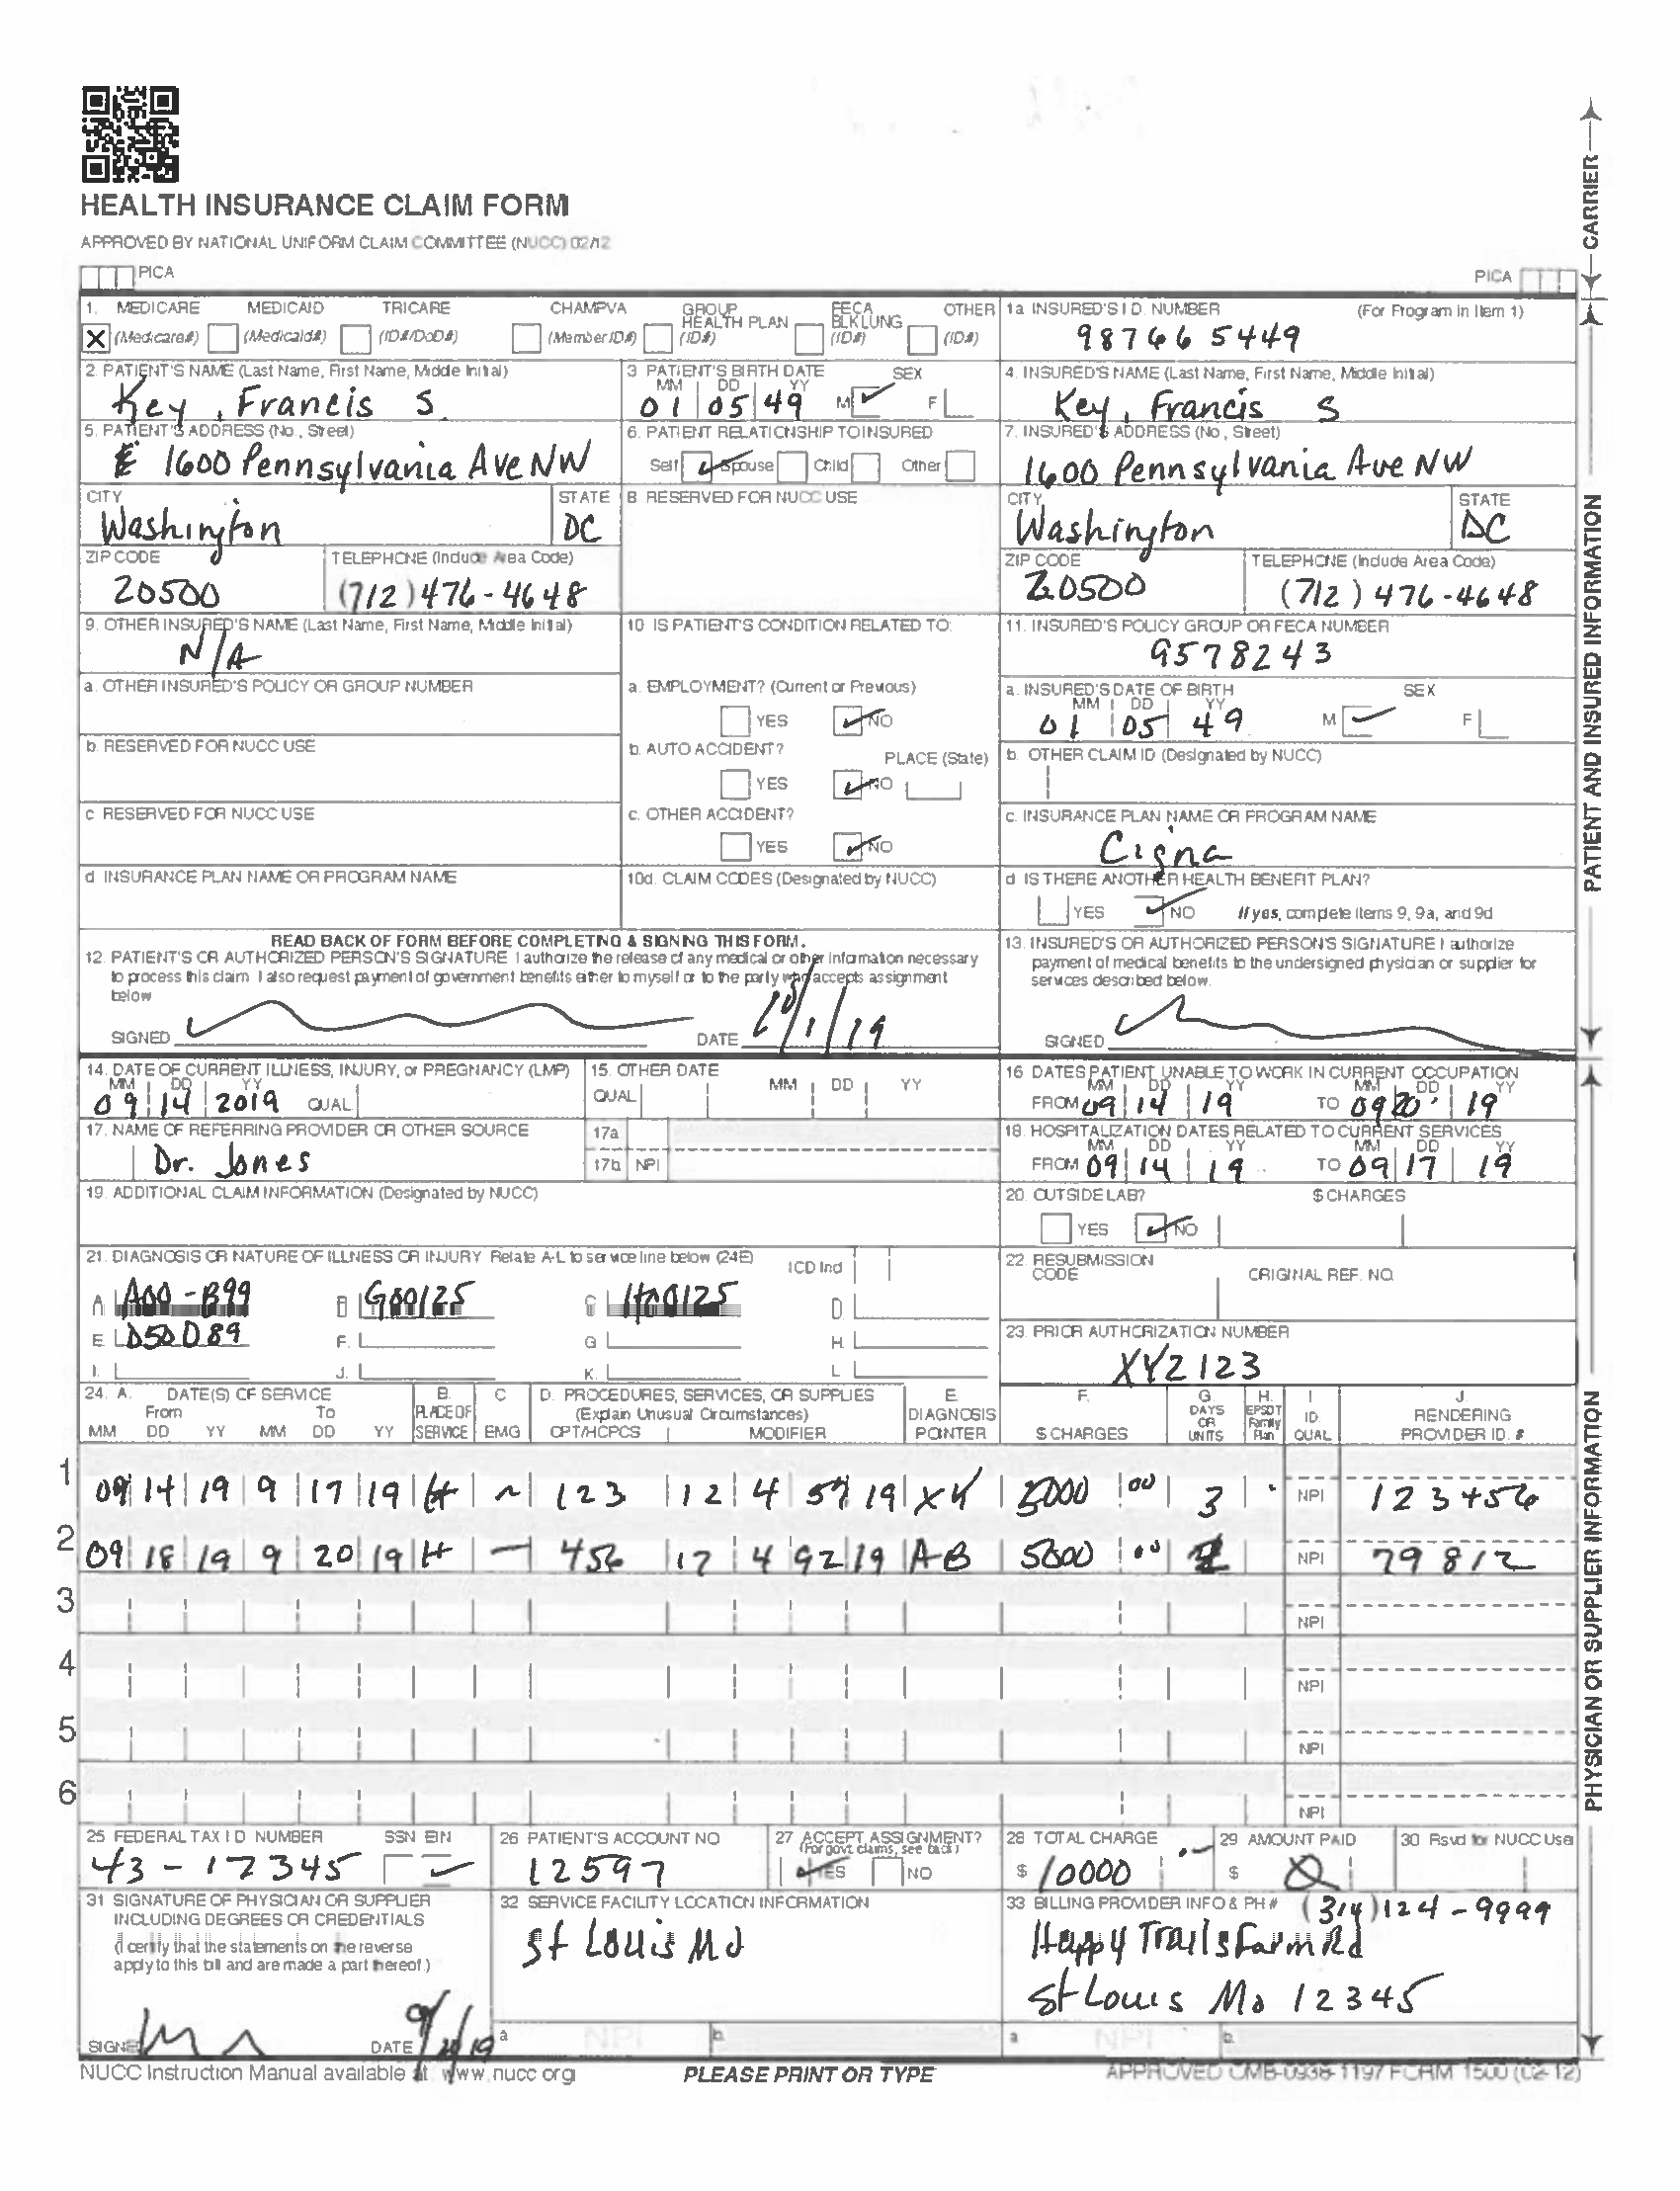 HEALTH INSURANCE CLAIM FORM
APPROVED BY NATIONAL UNIFORM CLAIM COMMITTEE (NUCC) 02/12
PICA
PICA
CARRIER
1. MEDICARE MEDICAID TRICARE CHAMPVA GROUP HEALTH PLAN FECA BLK LUNG OTHER
X (Medicare#) (Medicaid#) (ID#/DoD#) (Member ID#) (ID#) (ID#) (ID#)
1a INSURED'S I D. NUMBER (For Program in Item 1)
98766 5449
2. PATIENT'S NAME (Last Name, First Name, Middle Initial)
Key, Francis S.
3 PATIENT'S BIRTH DATE SEX
MM DD YY
01 05 49 M F
4. INSURED'S NAME (Last Name, First Name, Middle Initial)
Key, Francis S
5. PATIENT'S ADDRESS (No., Street)
1600 Pennsylvania Ave NW
6. PATIENT RELATIONSHIP TO INSURED
Self Spouse Child Other
7. INSURED'S ADDRESS (No., Street)
1600 Pennsylvania Ave NW
CITY STATE
Washington DC
8 RESERVED FOR NUCC USE
CITY STATE
Washington DC
ZIP CODE TELEPHONE (Include Area Code)
20500 (712) 476-4648
ZIP CODE TELEPHONE (Include Area Code)
20500 (712) 476-4648
9. OTHER INSURED'S NAME (Last Name, First Name, Middle Initial)
N/A
10 IS PATIENT'S CONDITION RELATED TO:
11. INSURED'S POLICY GROUP OR FECA NUMBER
9578243
a. OTHER INSURED'S POLICY OR GROUP NUMBER
a. EMPLOYMENT? (Current or Previous)
YES NO
a. INSURED'S DATE OF BIRTH SEX
MM DD YY
01 05 49 M F
b. RESERVED FOR NUCC USE
b. AUTO ACCIDENT? PLACE (State)
YES NO
b. OTHER CLAIM ID (Designated by NUCC)
c RESERVED FOR NUCC USE
c. OTHER ACCIDENT?
YES NO
c. INSURANCE PLAN NAME OR PROGRAM NAME
Cigna
d INSURANCE PLAN NAME OR PROGRAM NAME
10d. CLAIM CODES (Designated by NUCC)
d IS THERE ANOTHER HEALTH BENEFIT PLAN?
YES NO If yes, complete items 9, 9a, and 9d
PATIENT AND INSURED INFORMATION
READ BACK OF FORM BEFORE COMPLETNG & SIGNING THIS FORM.
12. PATIENT'S OR AUTHORIZED PERSON'S SIGNATURE I authorize the release of any medical or other information necessary
to process this claim I also request payment of government benefits either to myself or to the party who accepts assignment
below
SIGNED DATE 10/1/19
13. INSURED'S OR AUTHORIZED PERSON'S SIGNATURE I authorize
payment of medical benefits to the undersigned physician or supplier for
services described below.
SIGNED
14. DATE OF CURRENT ILLNESS, INJURY, or PREGNANCY (LMP)
MM DD YY
09 14 2019 QUAL
15. OTHER DATE
QUAL MM DD YY
16 DATES PATIENT UNABLE TO WORK IN CURRENT OCCUPATION
MM DD YY MM DD YY
FROM 09 14 19 TO 09 20 19
17. NAME OF REFERRING PROVIDER OR OTHER SOURCE
Dr. Jones
17a
17b NPI
18. HOSPITALIZATION DATES RELATED TO CURRENT SERVICES
MM DD YY MM DD YY
FROM 09 14 19 TO 09 17 19
19. ADDITIONAL CLAIM INFORMATION (Designated by NUCC)
20. OUTSIDE LAB? $ CHARGES
YES NO
21. DIAGNOSIS OR NATURE OF ILLNESS OR INJURY Relate A-L to service line below (24E) ICD Ind
A A00-B99 B G00125 C H00125 D.
E D50D89 F. G H.
I. J. K. L
22. RESUBMISSION CODE ORIGINAL REF. NO.
23. PRIOR AUTHORIZATION NUMBER
XYZ123
24. A. DATE(S) OF SERVICE B. C D. PROCEDURES, SERVICES, OR SUPPLIES E. F. G H. I J.
From To PLACE OF (Explain Unusual Circumstances) DIAGNOSIS DAYS OR UNITS EPSDT Family Plan ID. QUAL RENDERING
MM DD YY MM DD YY SERVICE EMG CPT/HCPCS MODIFIER POINTER $ CHARGES PROVIDER ID. #
1 09 14 19 9 17 19 H ~ 123 12 4 57 19 5000 00 3 NPI 123456
2 09 18 19 9 20 19 H — 456 17 4 92 19 AB 5000 00 NPI 79812
3 NPI
4 NPI
5 NPI
6 NPI
PHYSICIAN OR SUPPLIER INFORMATION
25 FEDERAL TAX I D NUMBER SSN EIN
43-12345
26 PATIENT'S ACCOUNT NO
12597
27 ACCEPT ASSIGNMENT?
(For govt. claims, see back)
YES NO
28 TOTAL CHARGE
$ 10000
29 AMOUNT PAID
$
30 Rsvd for NUCC Use
31 SIGNATURE OF PHYSICIAN OR SUPPLIER
INCLUDING DEGREES OR CREDENTIALS
(I certify that the statements on the reverse
apply to this bill and are made a part thereof.)
SIGNED DATE 9/20/19
32 SERVICE FACILITY LOCATION INFORMATION
St Louis Mo
a NPI b.
33 BILLING PROVIDER INFO & PH # (314) 124-9999
Happy Trails Farm Rd
St Louis Mo 12345
a NPI b.
NUCC Instruction Manual available at www.nucc.org
PLEASE PRINT OR TYPE
APPROVED OMB-0938-1197 FORM 1500 (02-12)